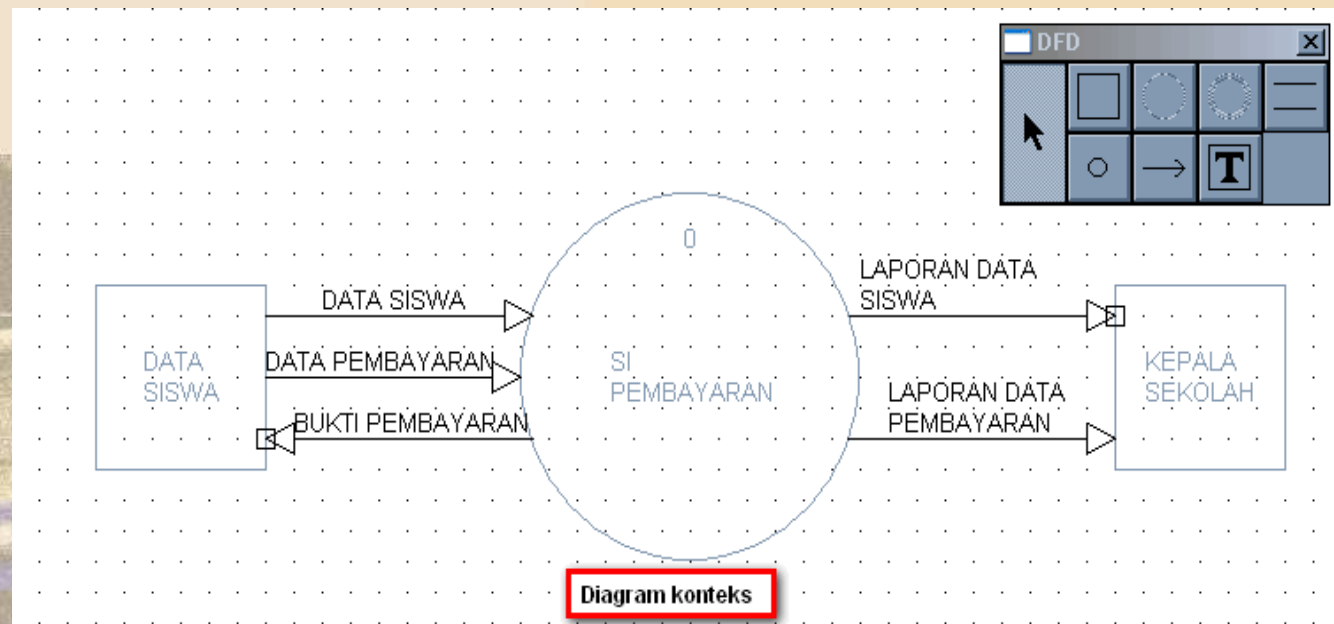 DFD
T
0
LAPORAN DATA
SISWA
DATA SISWA
DATA
SISWA
DATA PEMBAYARAN
SI
PEMBAYARAN
KEPALA
SEKOLAH
LAPORAN DATA
PEMBAYARAN
BUKTI PEMBAYARAN
Diagram konteks